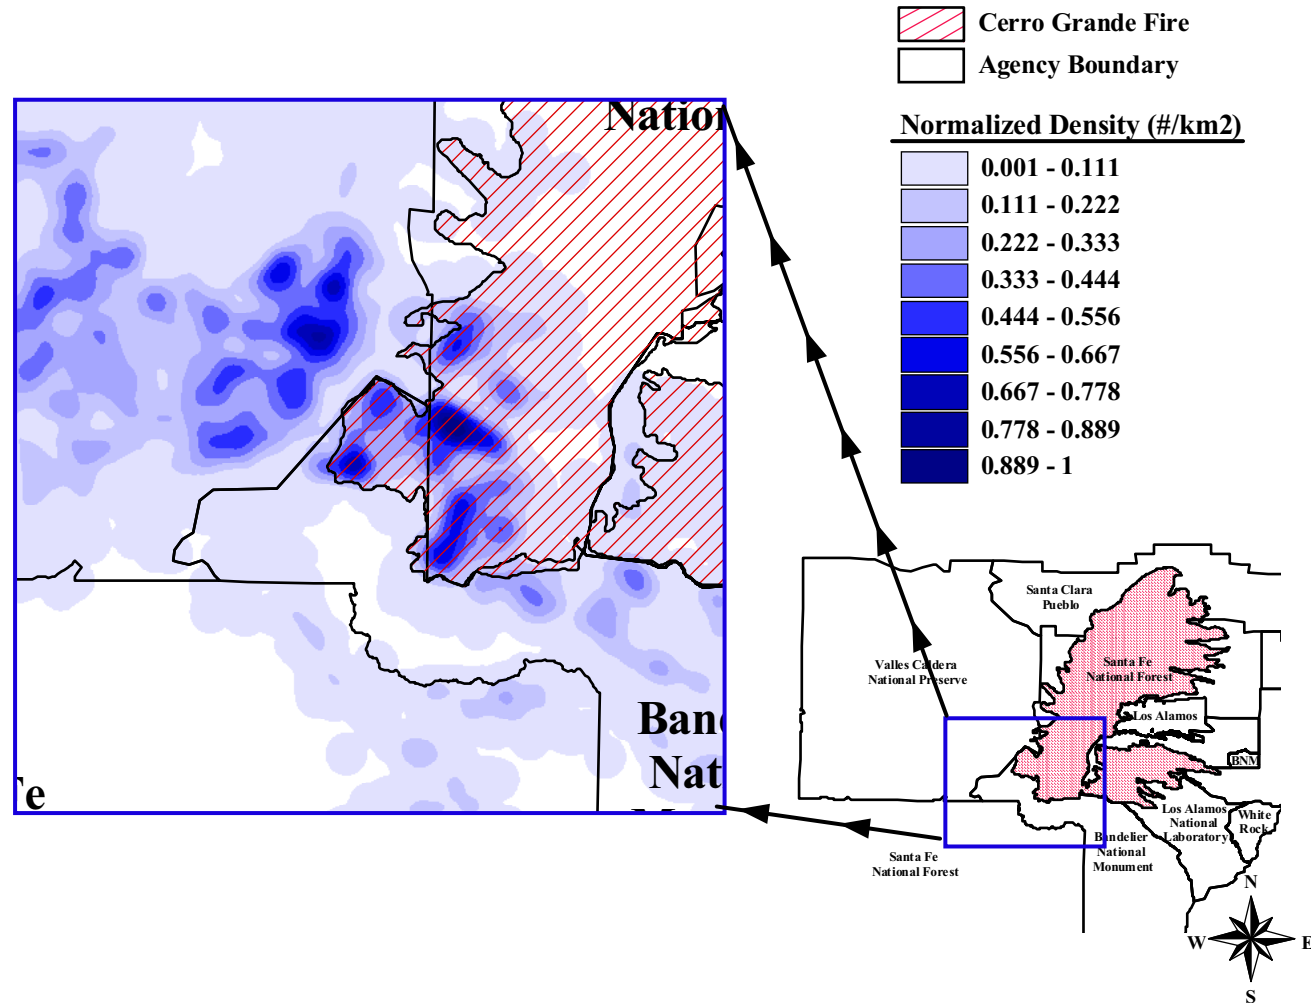 Cerro Grande Fire
Agency Boundary
Normalized Density (#/km2)
0.001 - 0.111
0.111 - 0.222
0.222 - 0.333
0.333 - 0.444
0.444 - 0.556
0.556 - 0.667
0.667 - 0.778
0.778 - 0.889
0.889 - 1
Nation
Ban
Nat
e
Santa Clara
Pueblo
Valles Caldera
National Preserve
Santa Fe
National Forest
Los Alamos
BNM
Los Alamos
National
Laboratory
White
Rock
Bandelier
National
Monument
Santa Fe
National Forest
N
W
E
S